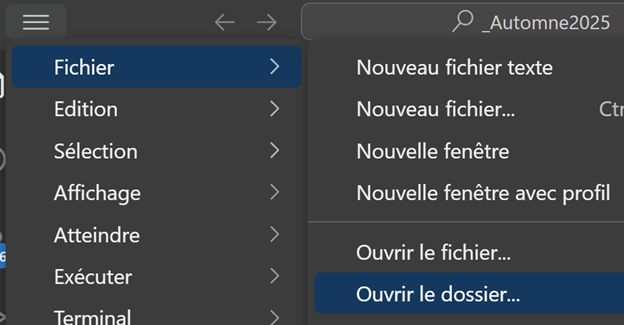 _Automne2025
Fichier
Nouveau fichier texte
Edition
Nouveau fichier... Ctr
Sélection
Nouvelle fenêtre
Affichage
Nouvelle fenêtre avec profil
Atteindre
Ouvrir le fichier...
Exécuter
Ouvrir le dossier...
Terminal
6